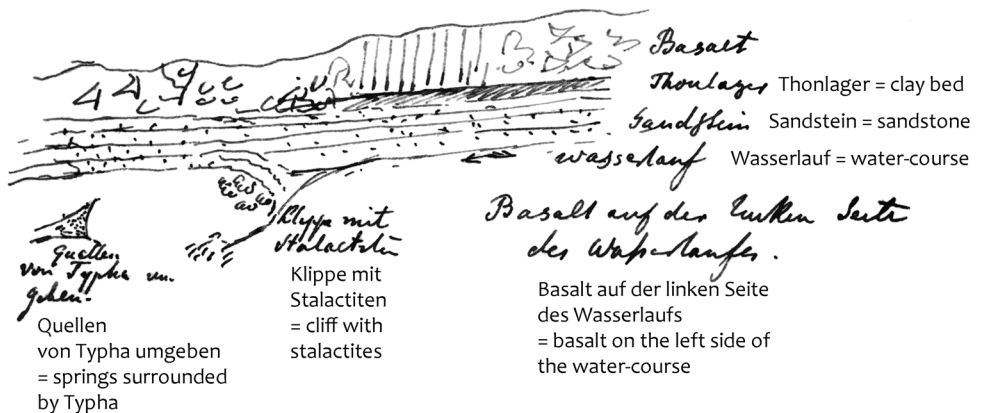 Basalt
Thonlager Thonlager = clay bed
Sandstein Sandstein = sandstone
Wasserlauf Wasserlauf = water-course
Basalt auf der linken Seite
des Wasserlaufes.
Klippe mit
Stalactiten
Quellen
von Typha um-
geben.
Klippe mit
Stalactiten
= cliff with
stalactites
Basalt auf der linken Seite
des Wasserlaufs
= basalt on the left side of
the water-course
Quellen
von Typha umgeben
= springs surrounded
by Typha